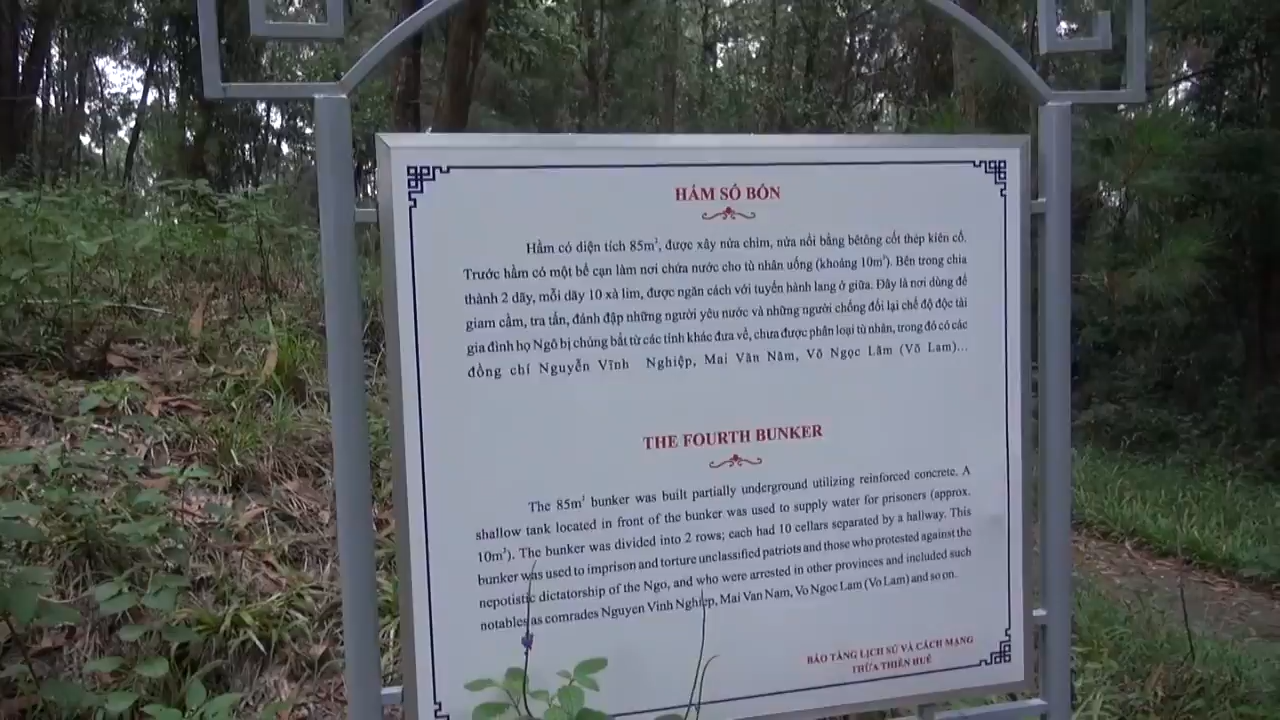 HẦM SỐ BỐN
Hầm có diện tích 85m², được xây nửa chìm, nửa nổi bằng bêtông cốt thép kiên cố.
Trước hầm có một bể cạn làm nơi chứa nước cho tù nhân uống (khoảng 10m³). Bên trong chia
thành 2 dãy, mỗi dãy 10 xà lim, được ngăn cách với tuyến hành lang ở giữa. Đây là nơi dùng để
giam cầm, tra tấn, đánh đập những người yêu nước và những người chống đối lại chế độ độc tài
gia đình họ Ngô bị chúng bắt từ các tỉnh khác đưa về, chưa được phân loại tù nhân, trong đó có các
đồng chí Nguyễn Vĩnh Nghiệp, Mai Văn Năm, Võ Ngọc Lâm (Võ Lam)...
THE FOURTH BUNKER
The 85m² bunker was built partially underground utilizing reinforced concrete. A
shallow tank located in front of the bunker was used to supply water for prisoners (approx.
10m³). The bunker was divided into 2 rows; each had 10 cellars separated by a hallway. This
bunker was used to imprison and torture unclassified patriots and those who protested against the
nepotistic dictatorship of the Ngo, and who were arrested in other provinces and included such
notables as comrades Nguyen Vinh Nghiep, Mai Van Nam, Vo Ngoc Lam (Vo Lam) and so on.
BẢO TÀNG LỊCH SỬ VÀ CÁCH MẠNG
THỪA THIÊN HUẾ